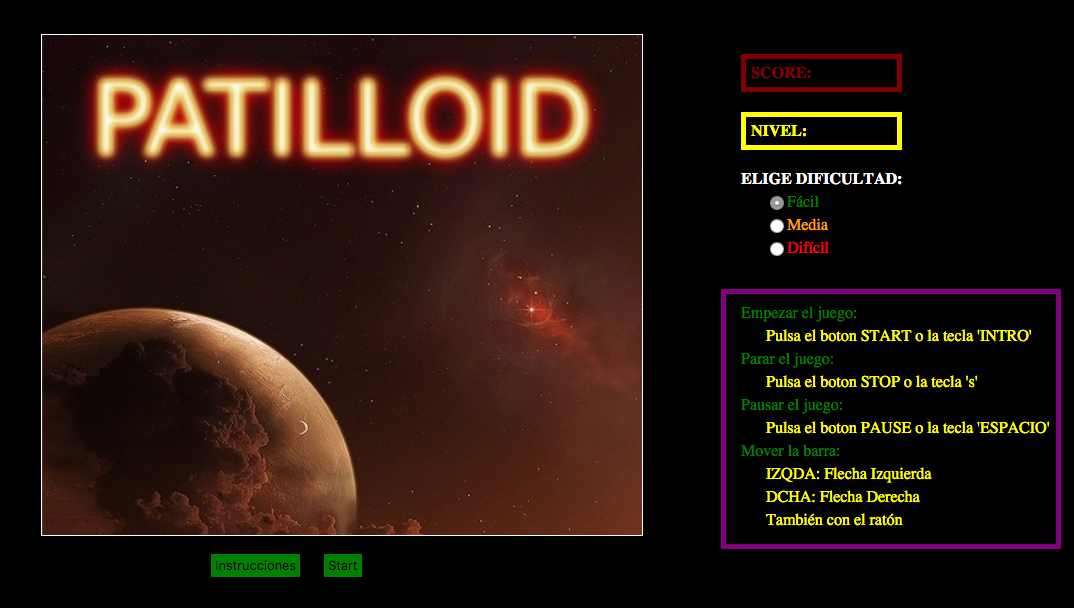 PATILLOID
SCORE:
NIVEL:
ELIGE DIFICULTAD:
Fácil
Media
Difícil
Empezar el juego:
Pulsa el boton START o la tecla 'INTRO'
Parar el juego:
Pulsa el boton STOP o la tecla 's'
Pausar el juego:
Pulsa el boton PAUSE o la tecla 'ESPACIO'
Mover la barra:
IZQDA: Flecha Izquierda
DCHA: Flecha Derecha
También con el ratón
Instrucciones
Start